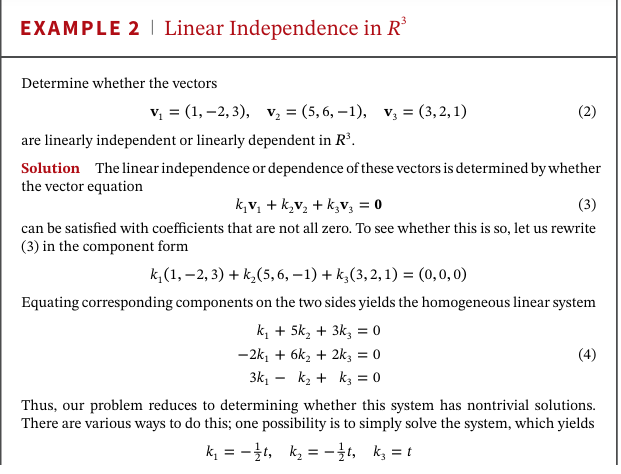 EXAMPLE 2 | Linear Independence in R³
Determine whether the vectors
v₁ = (1, −2, 3), v₂ = (5, 6, −1), v₃ = (3, 2, 1) (2)
are linearly independent or linearly dependent in R³.
Solution The linear independence or dependence of these vectors is determined by whether
the vector equation
k₁v₁ + k₂v₂ + k₃v₃ = 0 (3)
can be satisfied with coefficients that are not all zero. To see whether this is so, let us rewrite
(3) in the component form
k₁(1, −2, 3) + k₂(5, 6, −1) + k₃(3, 2, 1) = (0, 0, 0)
Equating corresponding components on the two sides yields the homogeneous linear system
k₁ + 5k₂ + 3k₃ = 0
−2k₁ + 6k₂ + 2k₃ = 0 (4)
3k₁ − k₂ + k₃ = 0
Thus, our problem reduces to determining whether this system has nontrivial solutions.
There are various ways to do this; one possibility is to simply solve the system, which yields
k₁ = −½t, k₂ = −½t, k₃ = t